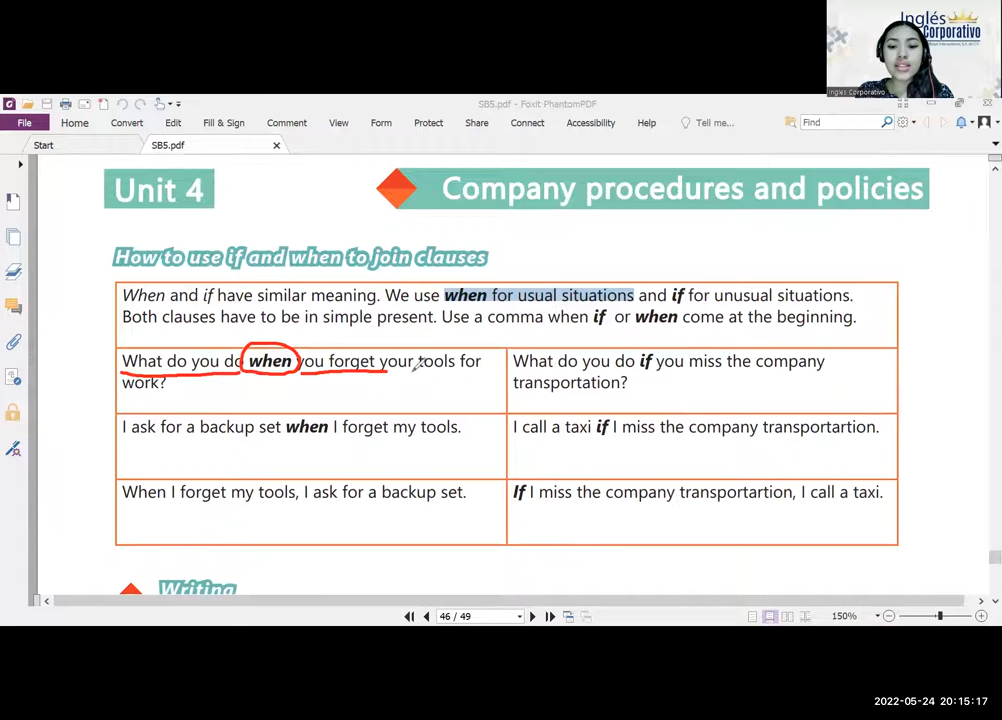 Inglés
Corporativo
Inglés Corporativo
SB5.pdf - Foxit PhantomPDF
File Home Convert Edit Fill & Sign Comment View Form Protect Share Connect Accessibility Help Tell me... Find
Start SB5.pdf
Unit 4 Company procedures and policies
How to use if and when to join clauses
When and if have similar meaning. We use when for usual situations and if for unusual situations.
Both clauses have to be in simple present. Use a comma when if or when come at the beginning.
What do you do when you forget your tools for
work?
What do you do if you miss the company
transportation?
I ask for a backup set when I forget my tools.
I call a taxi if I miss the company transportartion.
When I forget my tools, I ask for a backup set.
If I miss the company transportartion, I call a taxi.
Writing
46 / 49
150%
2022-05-24 20:15:17